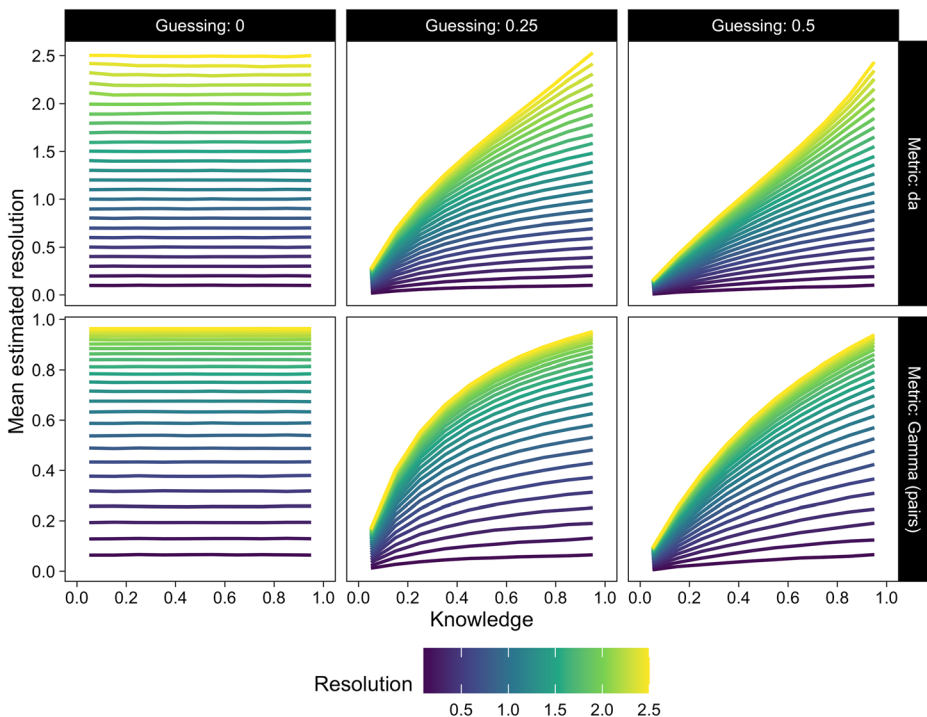 Guessing: 0
Guessing: 0.25
Guessing: 0.5
Mean estimated resolution
2.5
2.0
1.5
1.0
0.5
0.0
Metric: da
1.0
0.8
0.6
0.4
0.2
0.0
Metric: Gamma (pairs)
0.0 0.2 0.4 0.6 0.8 1.0
0.0 0.2 0.4 0.6 0.8 1.0
0.0 0.2 0.4 0.6 0.8 1.0
Knowledge
Resolution
0.5 1.0 1.5 2.0 2.5